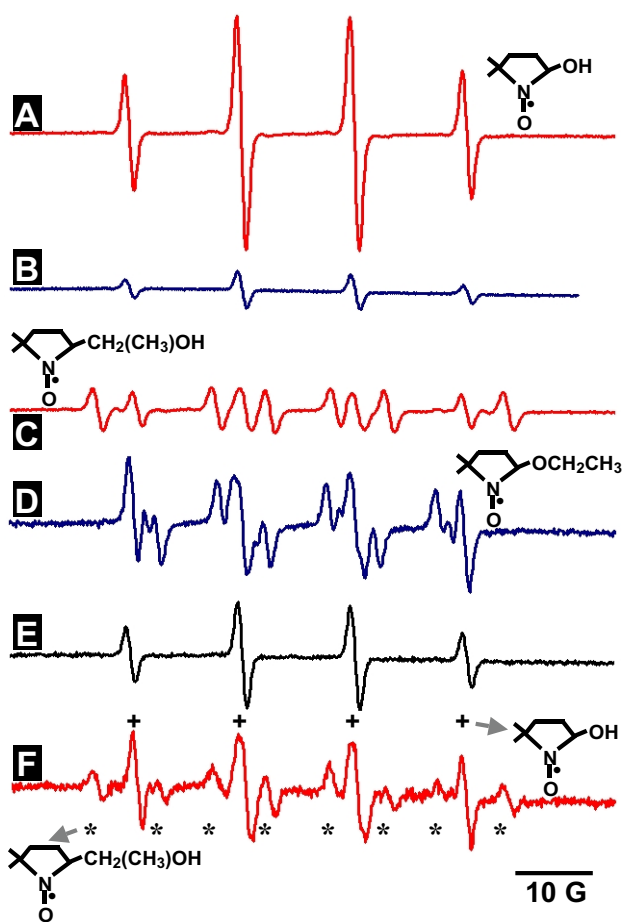 A
OH
N
O
B
CH2(CH3)OH
N
O
C
OCH2CH3
N
O
D
E
+ + + +
OH
N
O
F
* * * * * * * *
CH2(CH3)OH
N
O
10 G